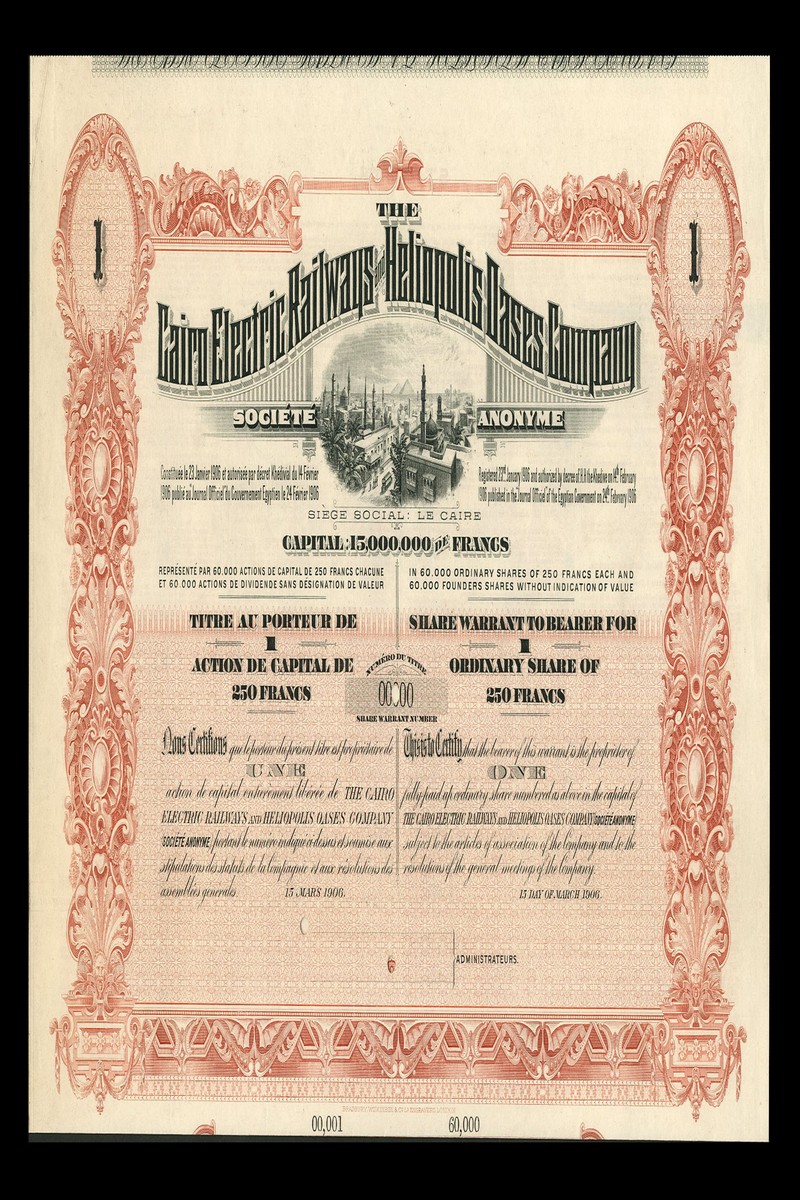 1
1
THE
Cairo Electric Railways and Heliopolis Oases Company
SOCIÉTÉ ANONYME
Constituée le 23 Janvier 1906 et autorisée par décret Khédivial du 14 Février
1906 publié au Journal Officiel du Gouvernement Egyptien le 24 Février 1906
Registered 23rd January 1906 and authorized by decree of H.H. the Khedive on 14th February
1906 published in the Journal Officiel of the Egyptian Government on 24th February 1906
SIÈGE SOCIAL: LE CAIRE
CAPITAL: 15,000.000 DE FRANCS
REPRÉSENTÉ PAR 60.000 ACTIONS DE CAPITAL DE 250 FRANCS CHACUNE
ET 60.000 ACTIONS DE DIVIDENDE SANS DÉSIGNATION DE VALEUR
IN 60.000 ORDINARY SHARES OF 250 FRANCS EACH AND
60.000 FOUNDERS SHARES WITHOUT INDICATION OF VALUE
TITRE AU PORTEUR DE
1
ACTION DE CAPITAL DE
250 FRANCS
SHARE WARRANT TO BEARER FOR
1
ORDINARY SHARE OF
250 FRANCS
NUMÉRO DU TITRE
00,000
SHARE WARRANT NUMBER
Nous Certifions que le porteur du présent titre est propriétaire de
UNE
action de capital entièrement libérée de THE CAIRO
ELECTRIC RAILWAYS AND HELIOPOLIS OASES COMPANY
SOCIÉTÉ ANONYME, portant le numéro indiqué ci-dessus et soumise aux
stipulations des statuts de la Compagnie et aux résolutions des
assemblées générales.
15 MARS 1906.
This is to Certify that the bearer of this warrant is the proprietor of
ONE
fully paid up ordinary share numbered as above in the capital of
THE CAIRO ELECTRIC RAILWAYS AND HELIOPOLIS OASES COMPANY SOCIÉTÉ ANONYME
subject to the articles of association of the Company and to the
resolutions of the general meetings of the Company.
15 DAY OF MARCH 1906.
ADMINISTRATEURS.
BRADBURY, WILKINSON & Co LD ENGRAVERS, LONDON
00,001
60,000